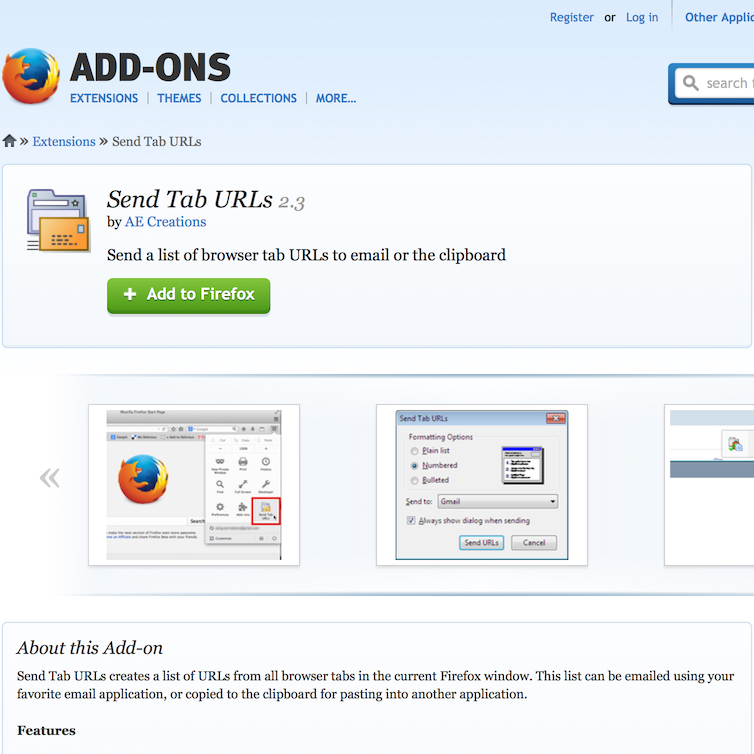 Register or Log in Other Applic
ADD-ONS
EXTENSIONS THEMES COLLECTIONS MORE...
search
» Extensions » Send Tab URLs
Send Tab URLs 2.3
by AE Creations
Send a list of browser tab URLs to email or the clipboard
+ Add to Firefox
Mozilla Firefox Start Page
Search
Send Tab URLs
Formatting Options
Plain list
Numbered
Bulleted
Send to: Gmail
Always show dialog when sending
Send URLs Cancel
About this Add-on
Send Tab URLs creates a list of URLs from all browser tabs in the current Firefox window. This list can be emailed using your
favorite email application, or copied to the clipboard for pasting into another application.
Features